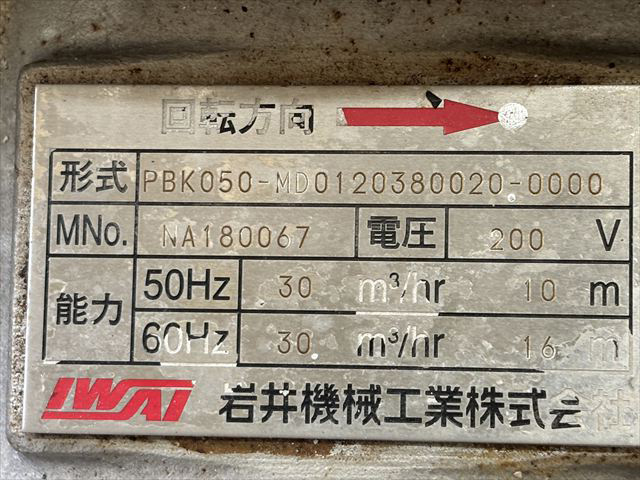 回転方向
形式 PBK050-MD0120380020-0000
MNo. NA180067 電圧 200 V
能力 50Hz 30 m³/hr 10 m
60Hz 30 m³/hr 16 m
IWAI 岩井機械工業株式会社